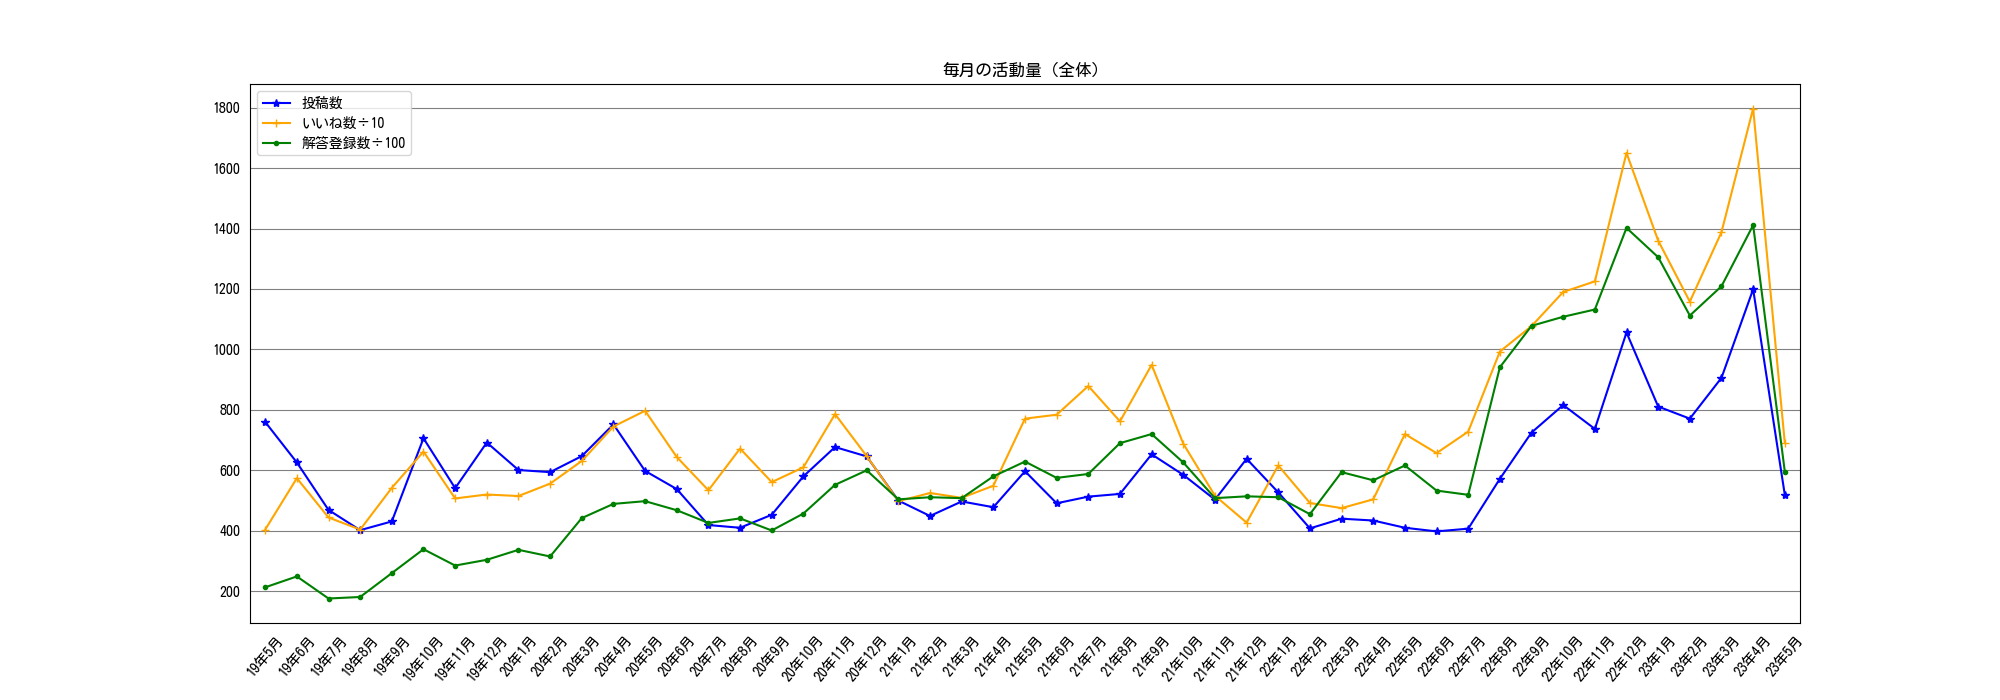 毎月の活動量（全体）
投稿数
いいね数÷10
解答登録数÷100
1800
1600
1400
1200
1000
800
600
400
200
19年5月
19年6月
19年7月
19年8月
19年9月
19年10月
19年11月
19年12月
20年1月
20年2月
20年3月
20年4月
20年5月
20年6月
20年7月
20年8月
20年9月
20年10月
20年11月
20年12月
21年1月
21年2月
21年3月
21年4月
21年5月
21年6月
21年7月
21年8月
21年9月
21年10月
21年11月
21年12月
22年1月
22年2月
22年3月
22年4月
22年5月
22年6月
22年7月
22年8月
22年9月
22年10月
22年11月
22年12月
23年1月
23年2月
23年3月
23年4月
23年5月